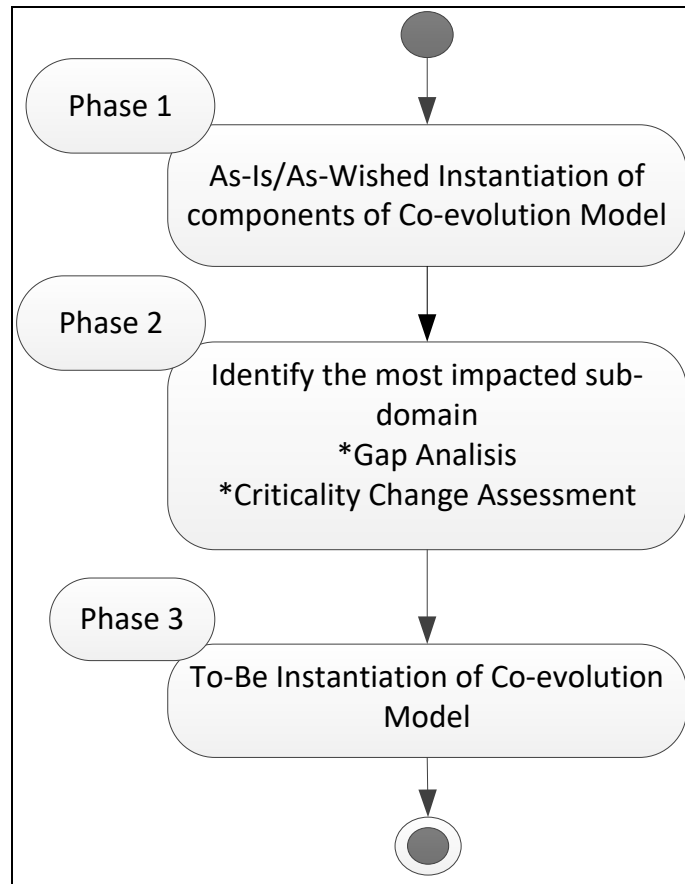 Phase 1
As-Is/As-Wished Instantiation of
components of Co-evolution Model
Phase 2
Identify the most impacted sub-
domain
*Gap Analisis
*Criticality Change Assessment
Phase 3
To-Be Instantiation of Co-evolution
Model